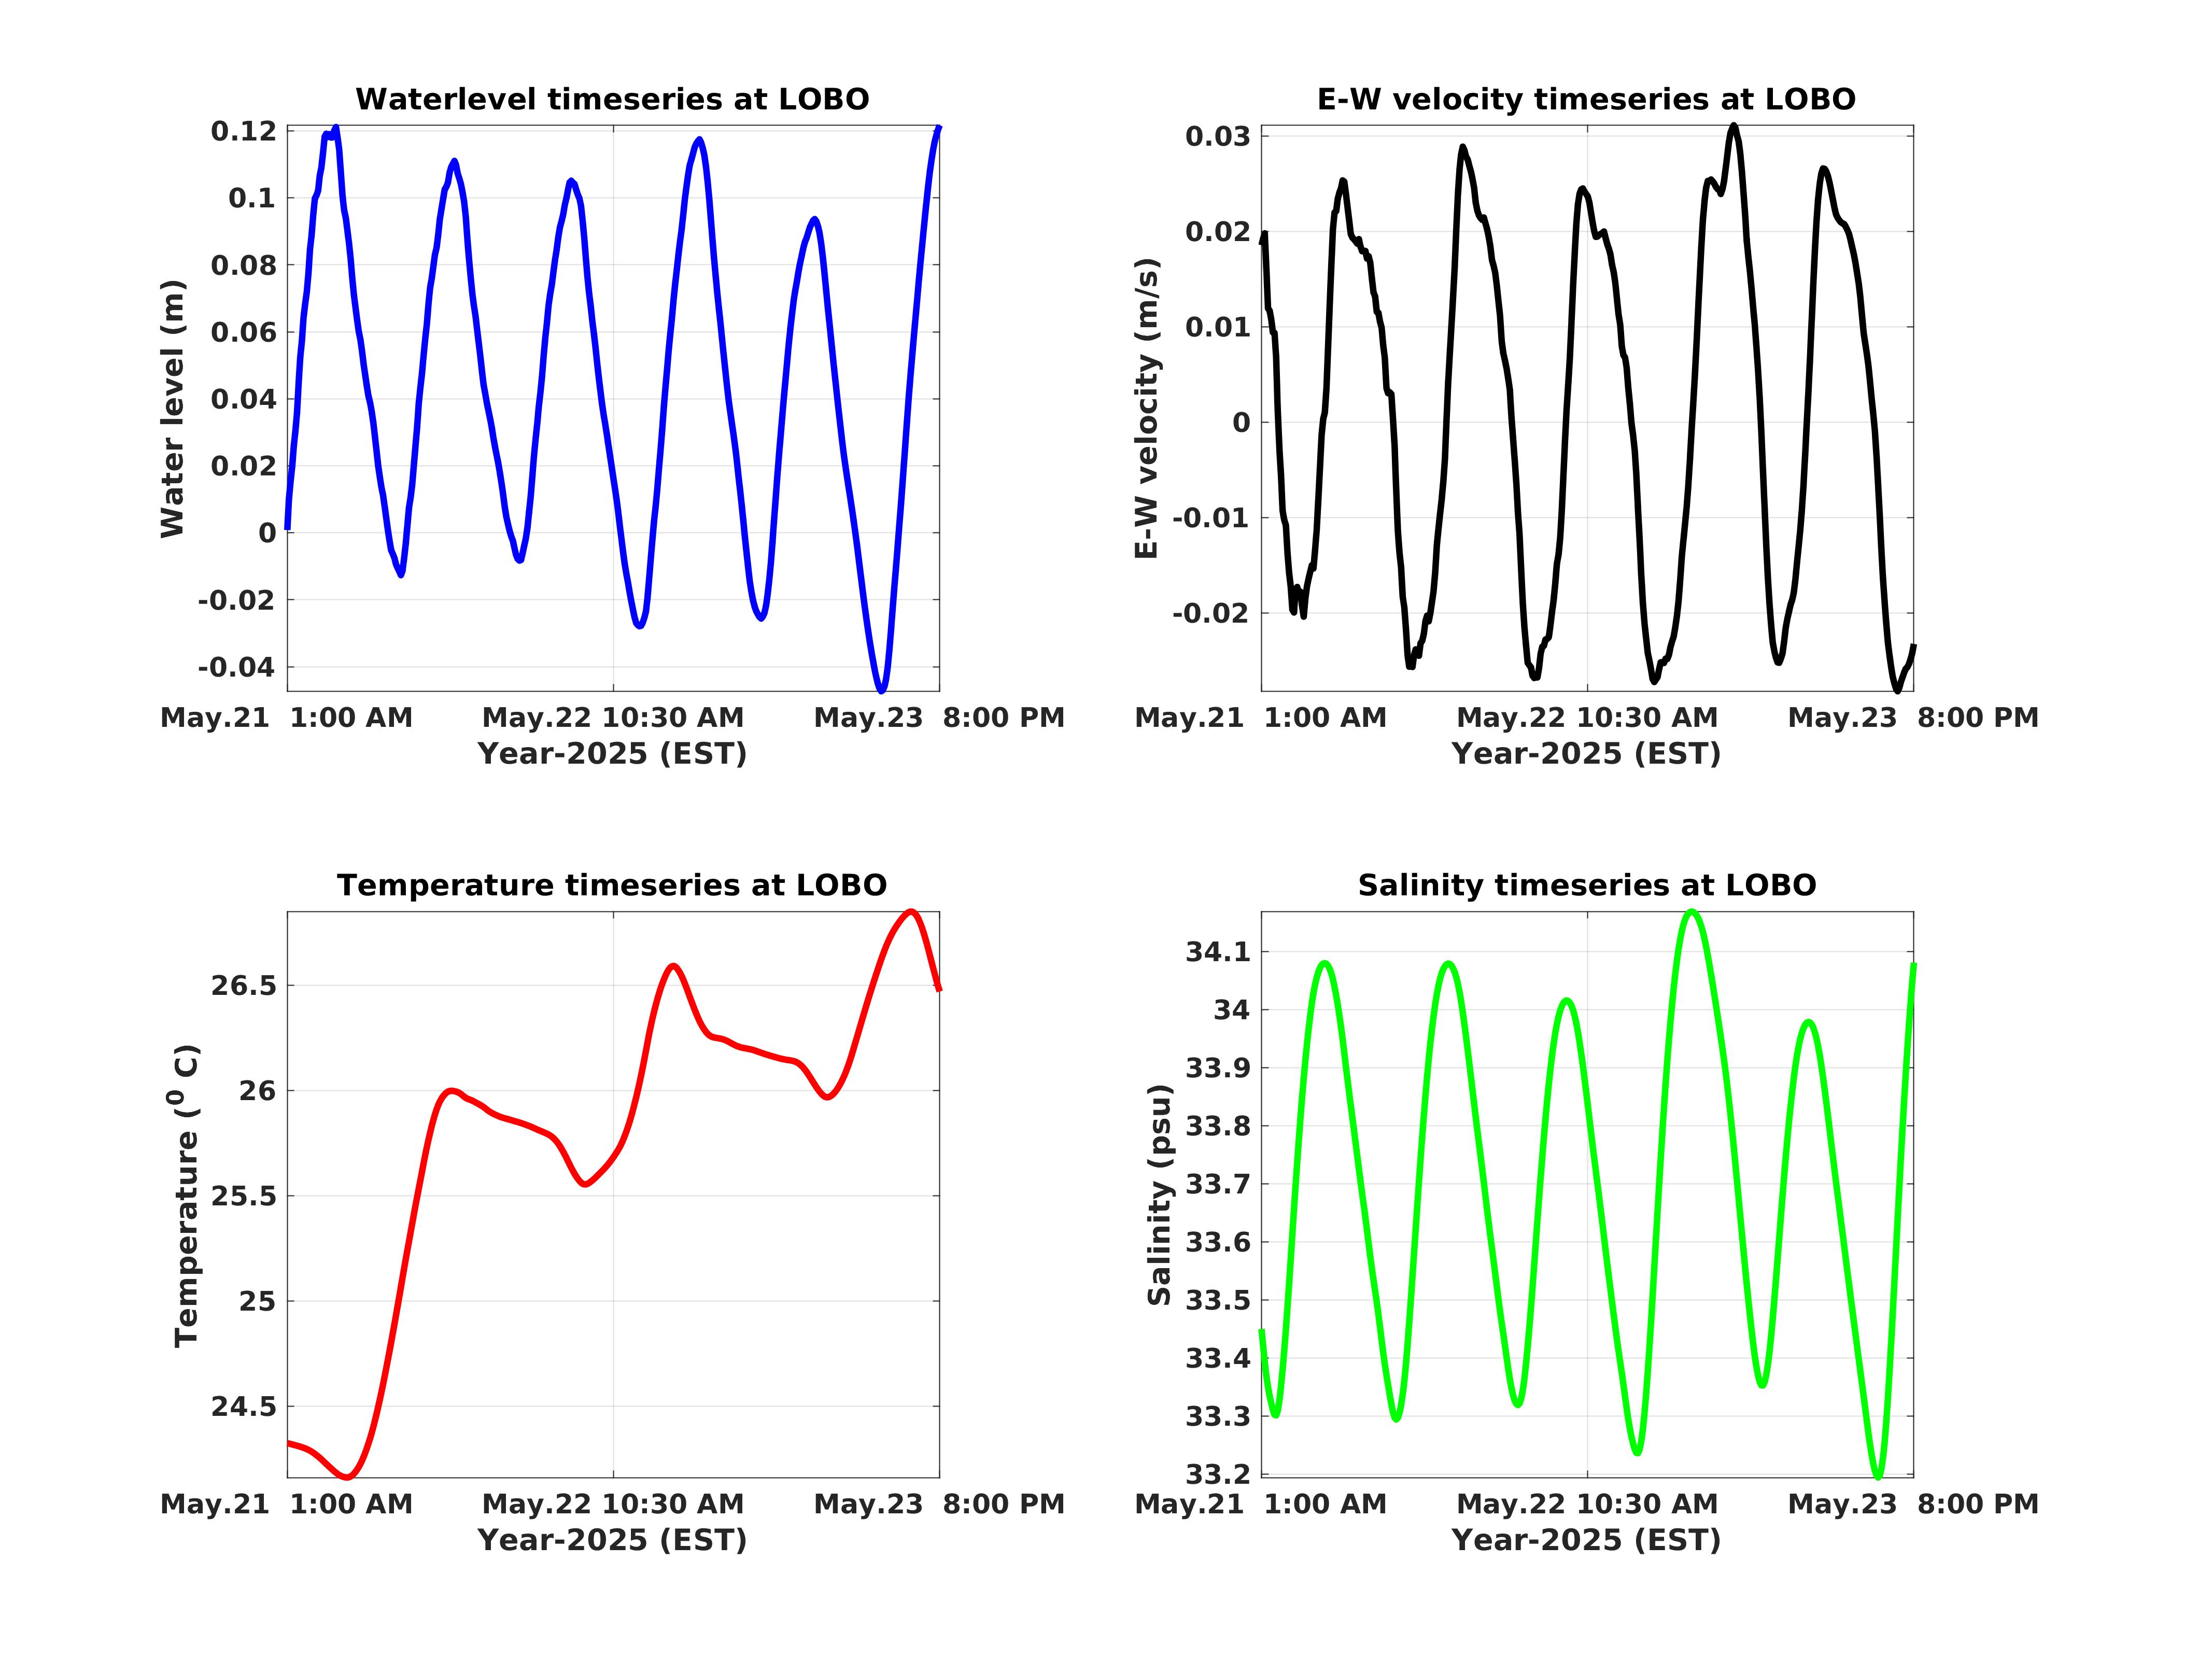 Waterlevel timeseries at LOBO
0.12
0.1
0.08
0.06
0.04
0.02
0
-0.02
-0.04
Water level (m)
May.21 1:00 AM May.22 10:30 AM May.23 8:00 PM
Year-2025 (EST)
E-W velocity timeseries at LOBO
0.03
0.02
0.01
0
-0.01
-0.02
E-W velocity (m/s)
May.21 1:00 AM May.22 10:30 AM May.23 8:00 PM
Year-2025 (EST)
Temperature timeseries at LOBO
26.5
26
25.5
25
24.5
Temperature (⁰ C)
May.21 1:00 AM May.22 10:30 AM May.23 8:00 PM
Year-2025 (EST)
Salinity timeseries at LOBO
34.1
34
33.9
33.8
33.7
33.6
33.5
33.4
33.3
33.2
Salinity (psu)
May.21 1:00 AM May.22 10:30 AM May.23 8:00 PM
Year-2025 (EST)